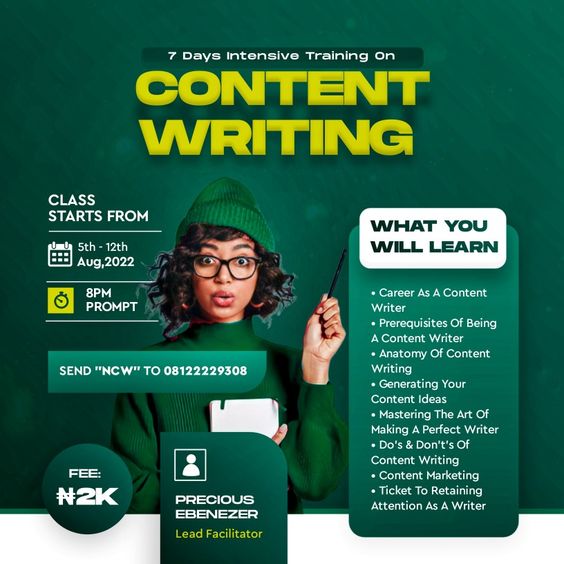 7 Days Intensive Training On
CONTENT
WRITING
CLASS
STARTS FROM
5th - 12th
Aug,2022
8PM
PROMPT
SEND "NCW" TO 08122229308
FEE:
₦2K
PRECIOUS
EBENEZER
Lead Facilitator
WHAT YOU
WILL LEARN
• Career As A Content
Writer
• Prerequisites Of Being
A Content Writer
• Anatomy Of Content
Writing
• Generating Your
Content Ideas
• Mastering The Art Of
Making A Perfect Writer
• Do's & Don't's Of
Content Writing
• Content Marketing
• Ticket To Retaining
Attention As A Writer